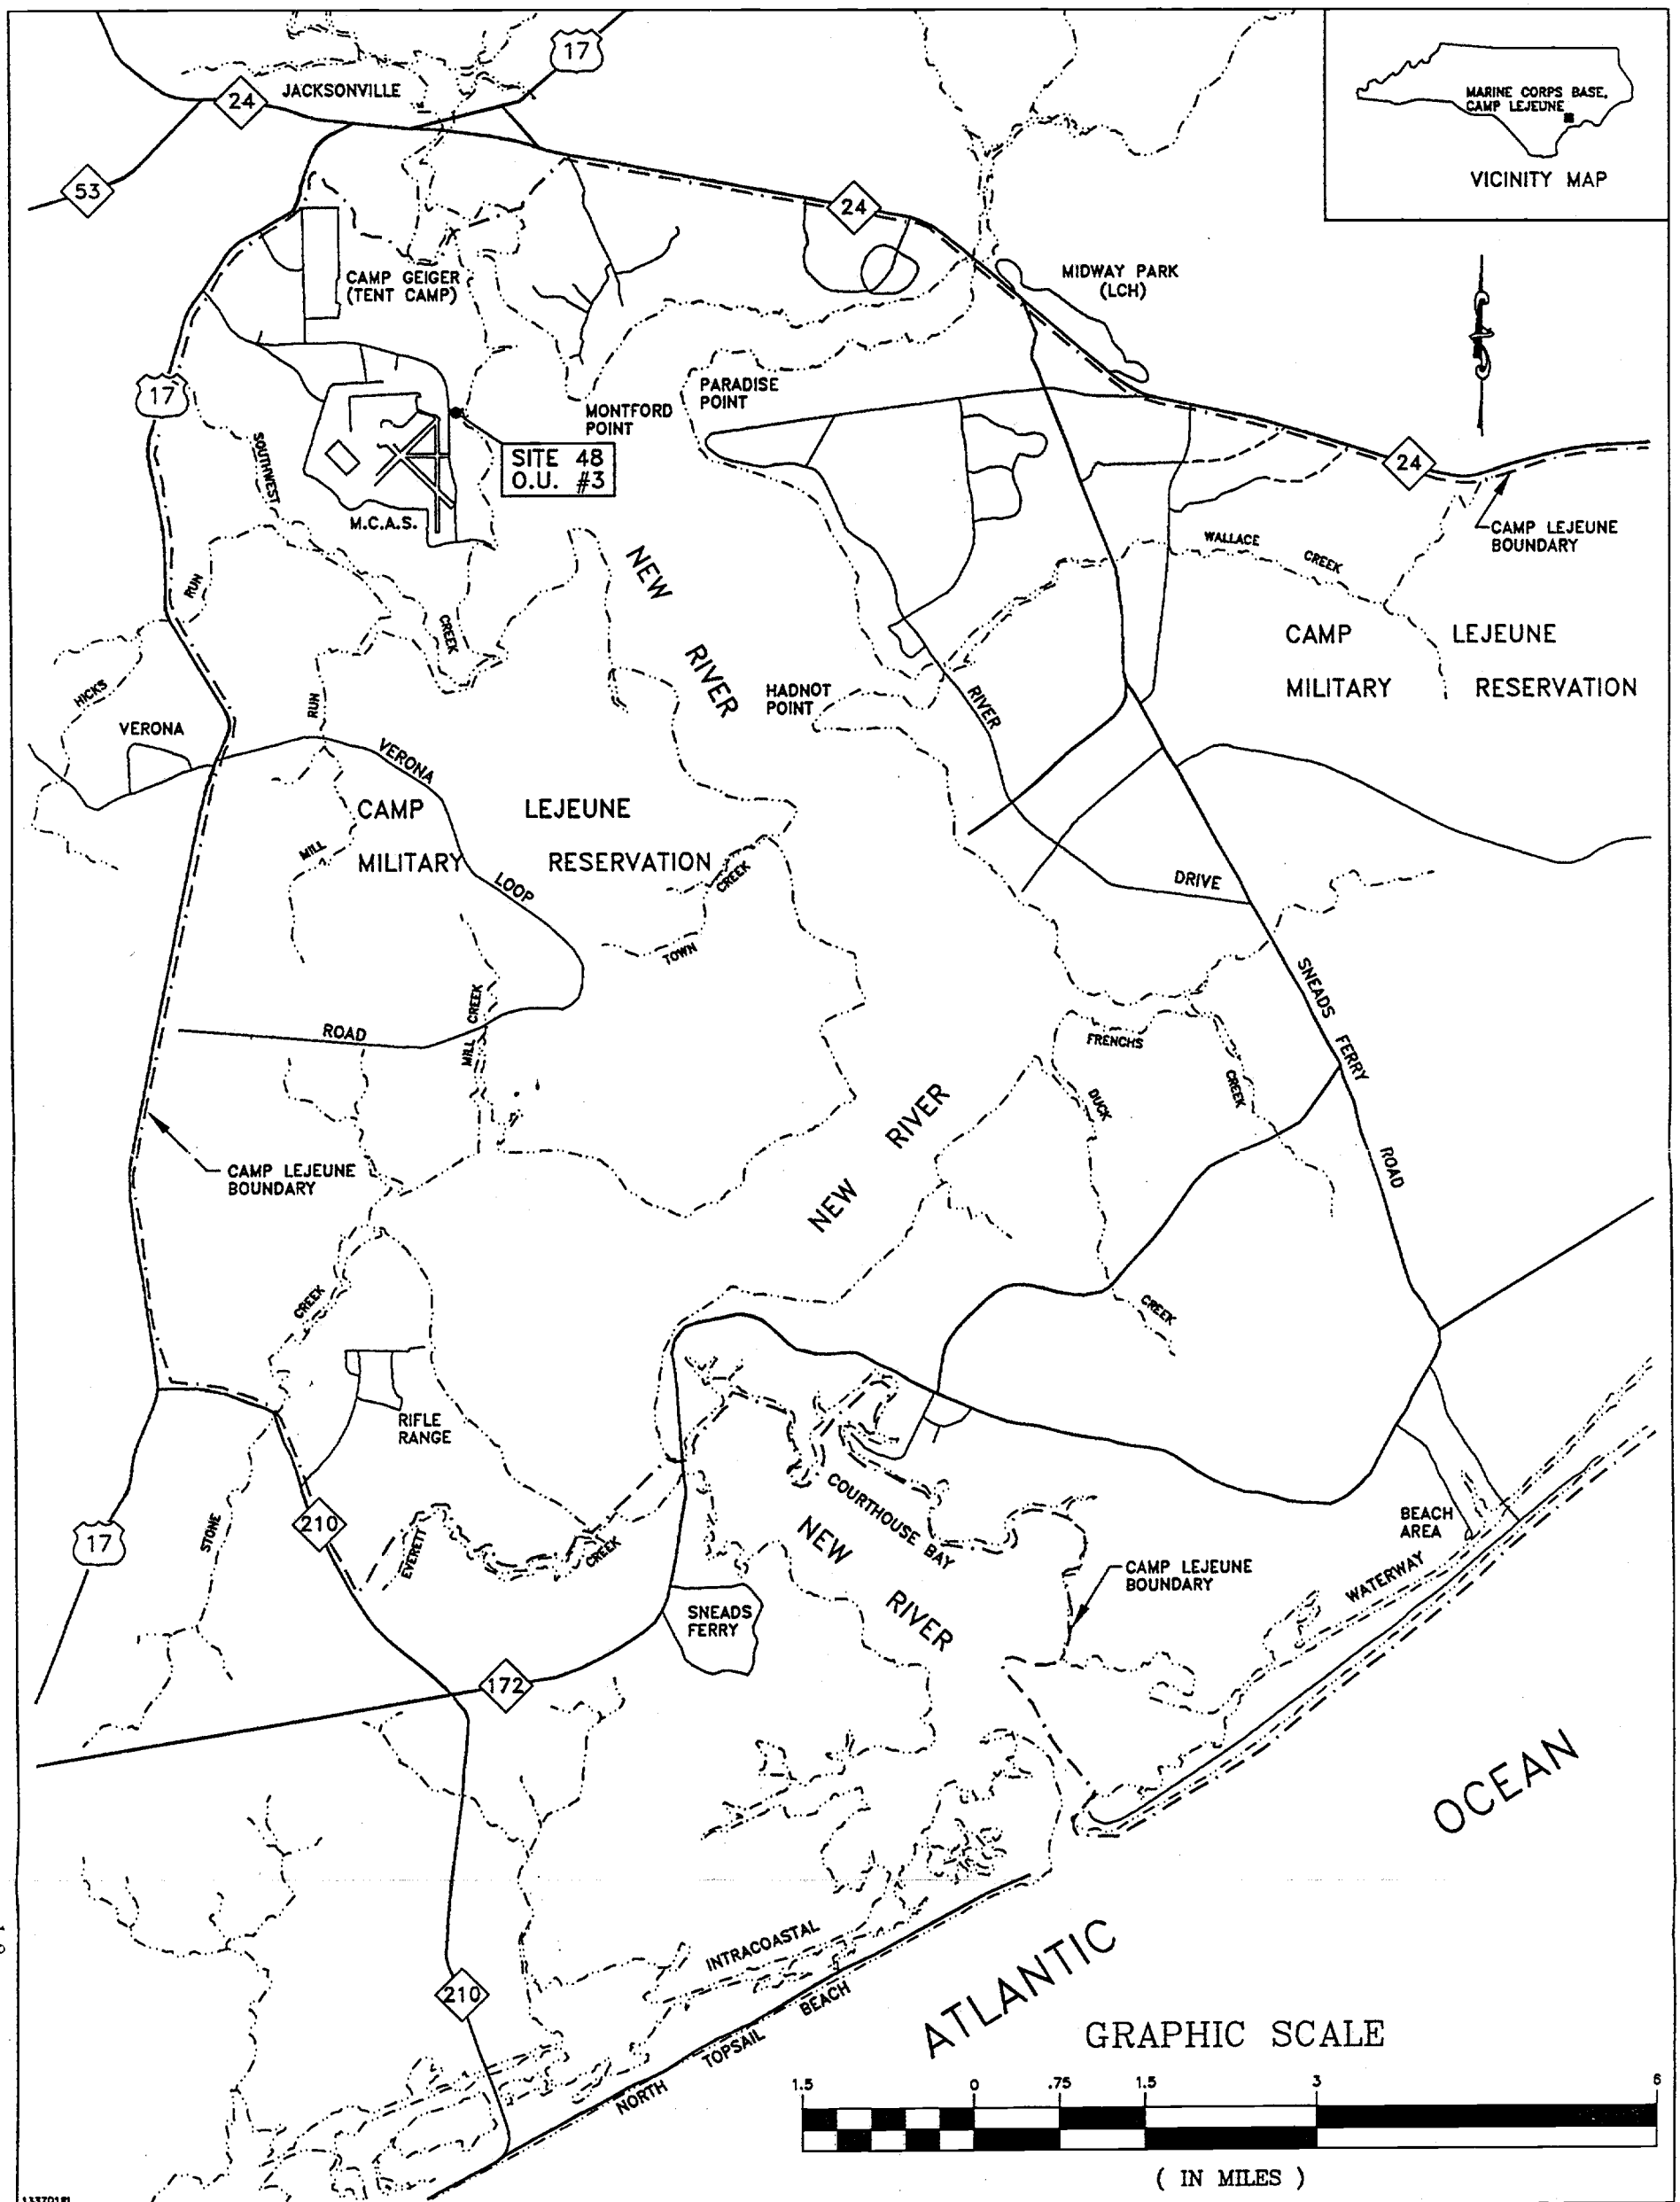 17
JACKSONVILLE
24
53
MARINE CORPS BASE,
CAMP LEJEUNE
VICINITY MAP
24
CAMP GEIGER
(TENT CAMP)
MIDWAY PARK
(LCH)
17
PARADISE
POINT
MONTFORD
POINT
SITE 48
O.U. #3
SOUTHWEST
CREEK
M.C.A.S.
24
CAMP LEJEUNE
BOUNDARY
WALLACE
CREEK
NEW
RIVER
HICKS
RUN
CAMP LEJEUNE
MILITARY RESERVATION
HADNOT
POINT
RIVER
DRIVE
VERONA
RUN
MILL
VERONA
LOOP
ROAD
CAMP LEJEUNE
MILITARY RESERVATION
TOWN
CREEK
MILL
CREEK
SNEADS
FERRY
ROAD
FRENCHS
CREEK
DUCK
CREEK
NEW
RIVER
CAMP LEJEUNE
BOUNDARY
CREEK
STONE
RIFLE
RANGE
210
17
EVERETT
CREEK
COURTHOUSE BAY
NEW
RIVER
BEACH
AREA
CAMP LEJEUNE
BOUNDARY
WATERWAY
SNEADS
FERRY
172
OCEAN
ATLANTIC
INTRACOASTAL
210
NORTH
TOPSAIL
BEACH
GRAPHIC SCALE
1.5 0 .75 1.5 3 6
( IN MILES )